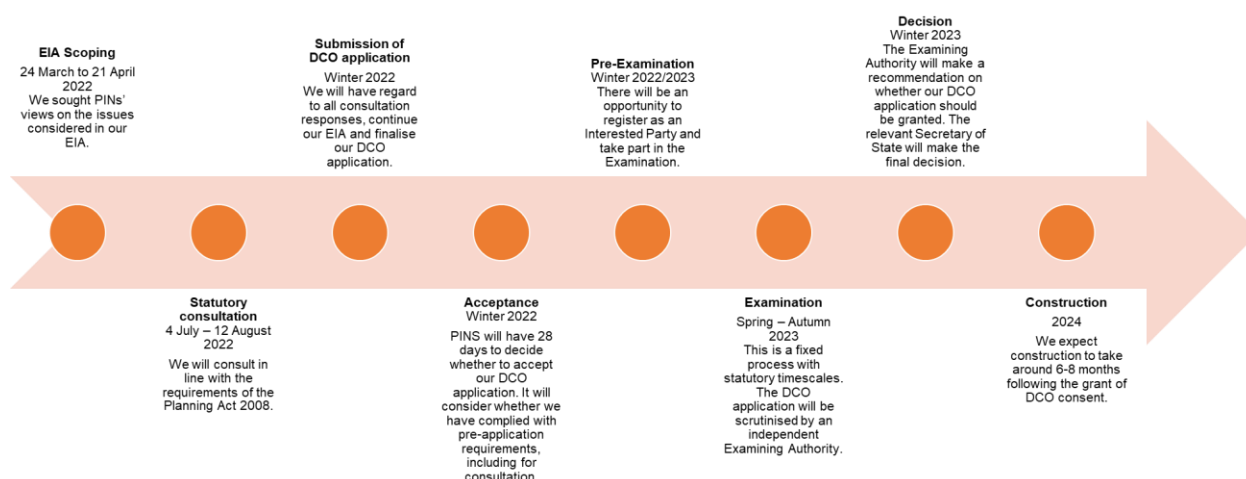 EIA Scoping
24 March to 21 April
2022
We sought PINs'
views on the issues
considered in our
EIA.
Statutory
consultation
4 July – 12 August
2022
We will consult in
line with the
requirements of the
Planning Act 2008.
Submission of
DCO application
Winter 2022
We will have regard
to all consultation
responses, continue
our EIA and finalise
our DCO
application.
Acceptance
Winter 2022
PINS will have 28
days to decide
whether to accept
our DCO
application. It will
consider whether we
have complied with
pre-application
requirements,
including for
consultation
Pre-Examination
Winter 2022/2023
There will be an
opportunity to
register as an
Interested Party and
take part in the
Examination.
Examination
Spring – Autumn
2023
This is a fixed
process with
statutory timescales.
The DCO
application will be
scrutinised by an
independent
Examining Authority.
Decision
Winter 2023
The Examining
Authority will make a
recommendation on
whether our DCO
application should
be granted. The
relevant Secretary of
State will make the
final decision.
Construction
2024
We expect
construction to take
around 6-8 months
following the grant of
DCO consent.